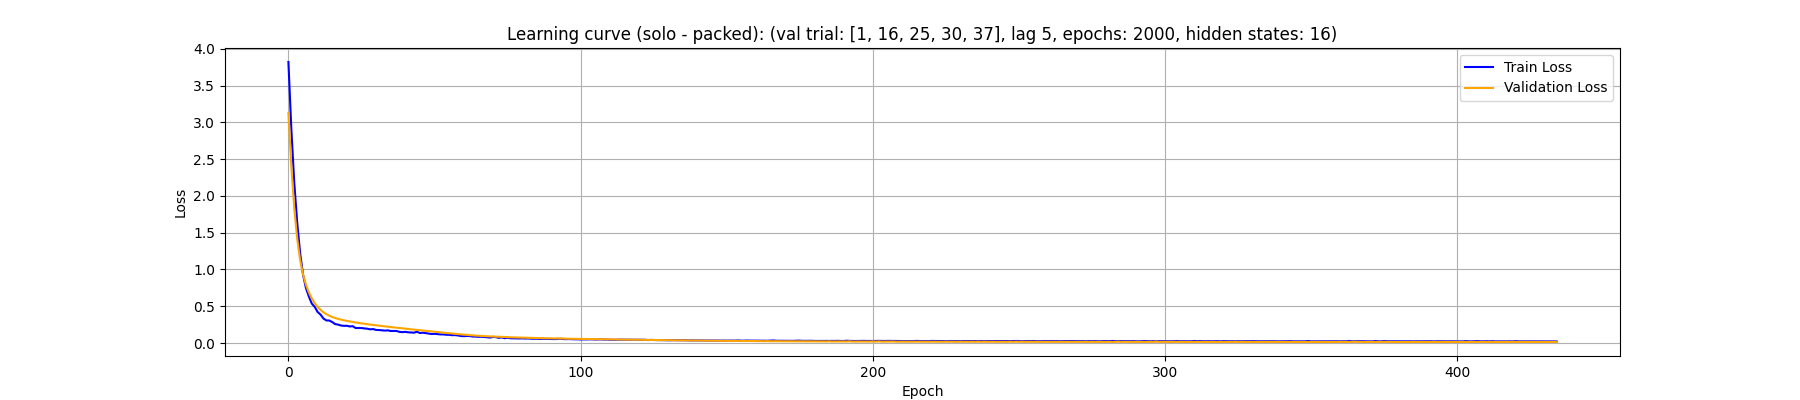 Learning curve (solo - packed): (val trial: [1, 16, 25, 30, 37], lag 5, epochs: 2000, hidden states: 16)
Train Loss
Validation Loss
Loss
4.0
3.5
3.0
2.5
2.0
1.5
1.0
0.5
0.0
0
100
200
300
400
Epoch